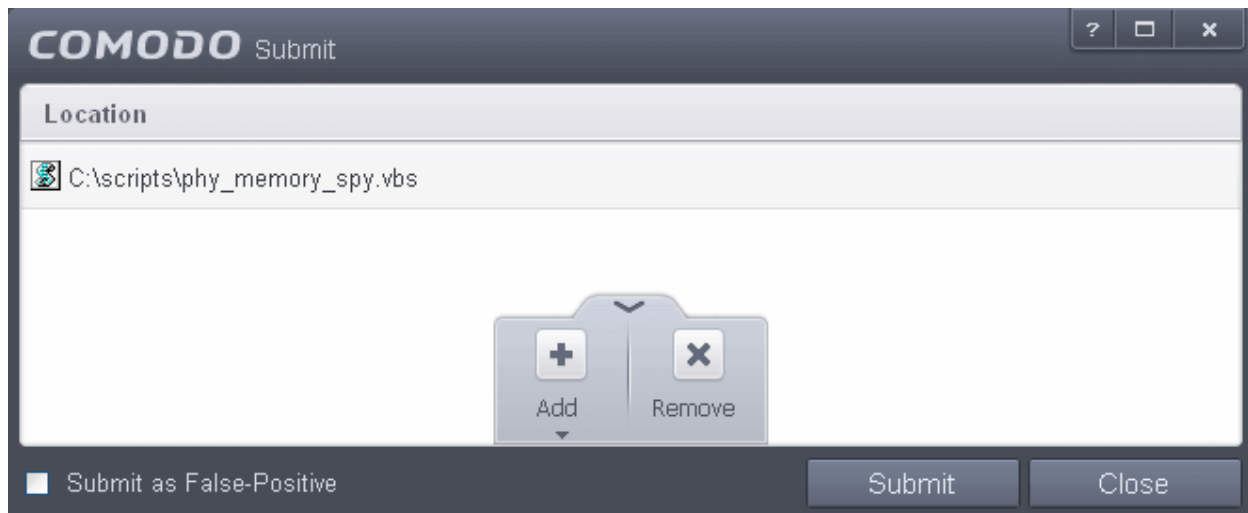 COMODO Submit
Location
C:\scripts\phy_memory_spy.vbs
Add Remove
Submit as False-Positive Submit Close